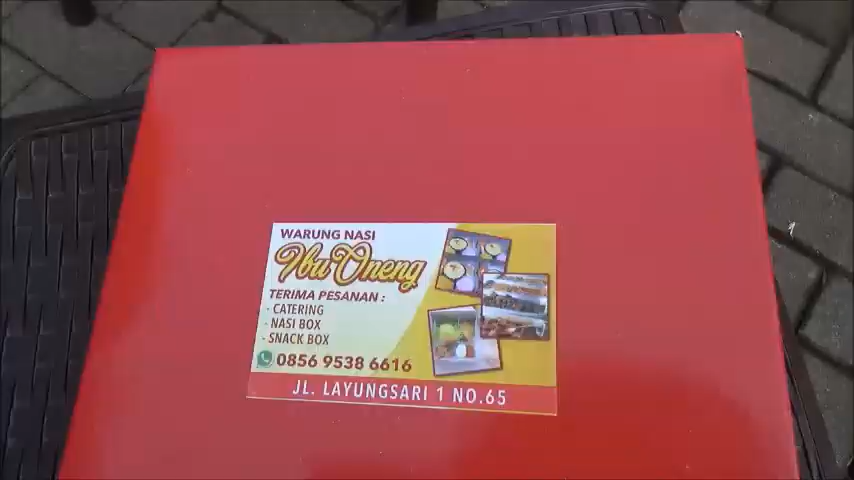 WARUNG NASI
Ibu Oneng
TERIMA PESANAN :
- CATERING
- NASI BOX
- SNACK BOX
0856 9538 6616
JL. LAYUNGSARI 1 NO.65